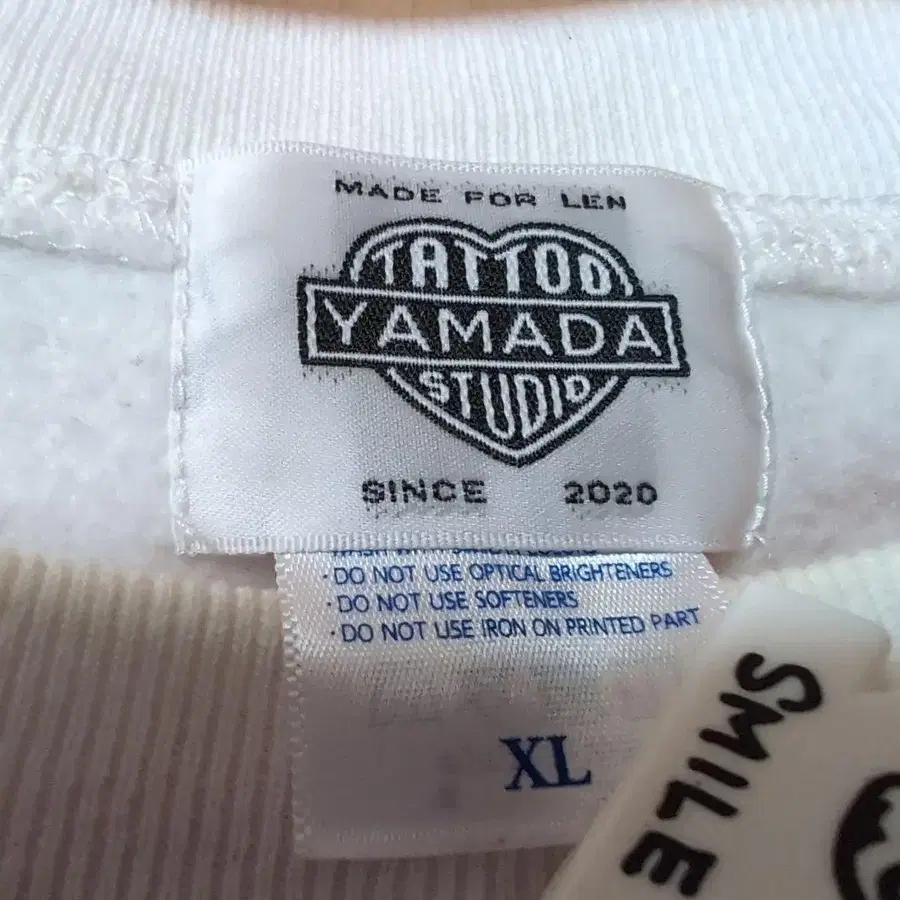 MADE FOR LEN
TATTOO
YAMADA
STUDIO
SINCE 2020
· DO NOT USE OPTICAL BRIGHTENERS
· DO NOT USE SOFTENERS
· DO NOT USE IRON ON PRINTED PART
XL
SMILE